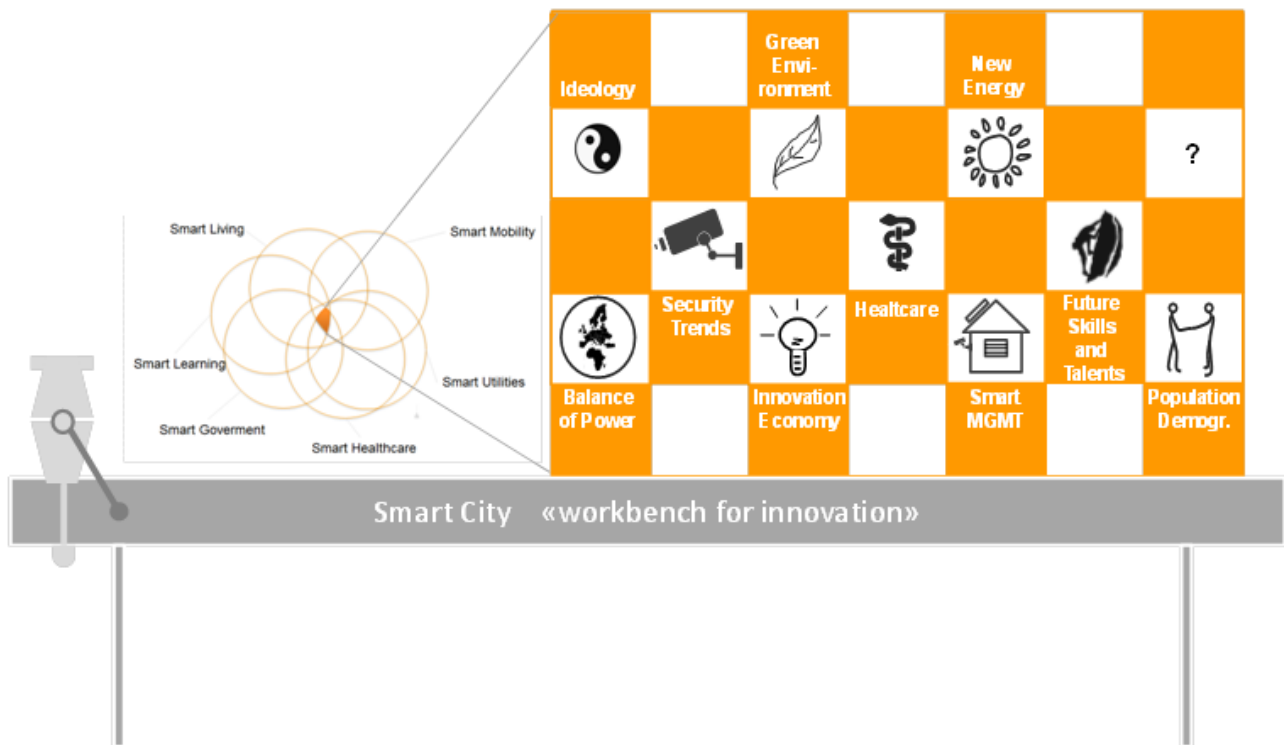 Ideology
Green
Envi-
ronment
New
Energy
?
Smart Living
Smart Mobility
Smart Learning
Smart Utilities
Smart Goverment
Smart Healthcare
Security
Trends
Healtcare
Future
Skills
and
Talents
Balance
of Power
Innovation
Economy
Smart
MGMT
Population
Demogr.
Smart City «workbench for innovation»